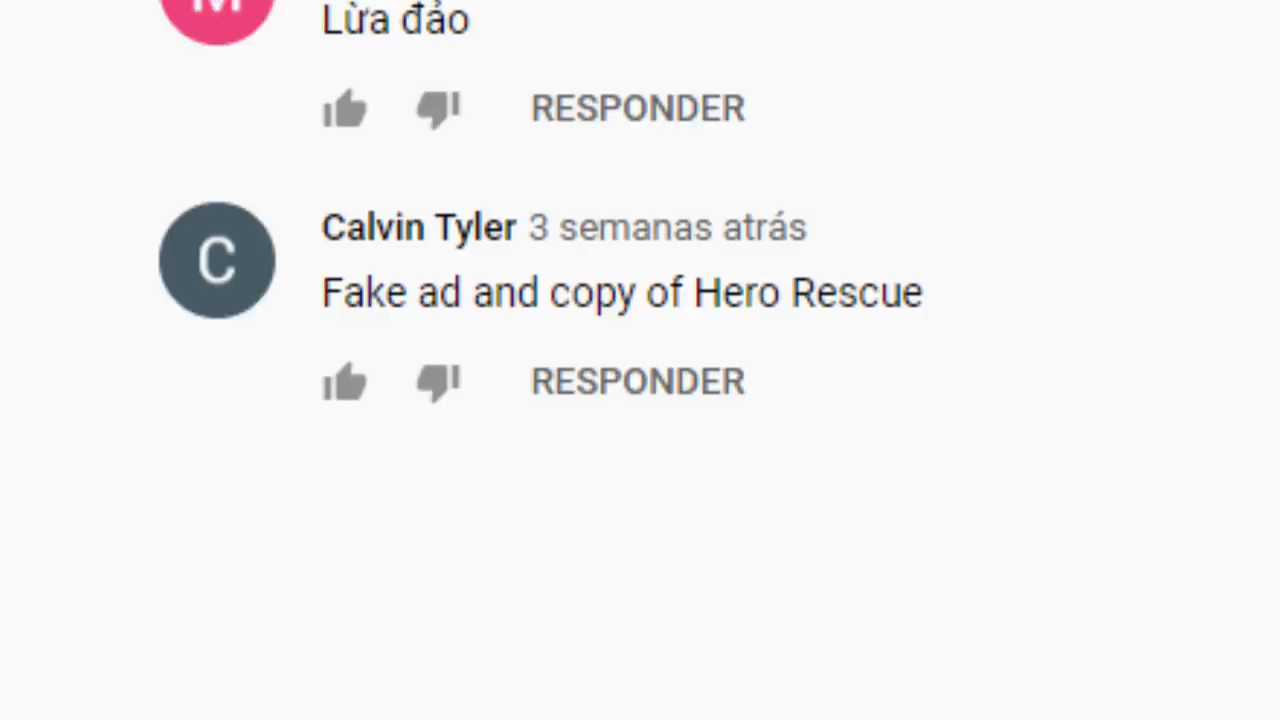 M
Lừa đảo
RESPONDER
C
Calvin Tyler 3 semanas atrás
Fake ad and copy of Hero Rescue
RESPONDER